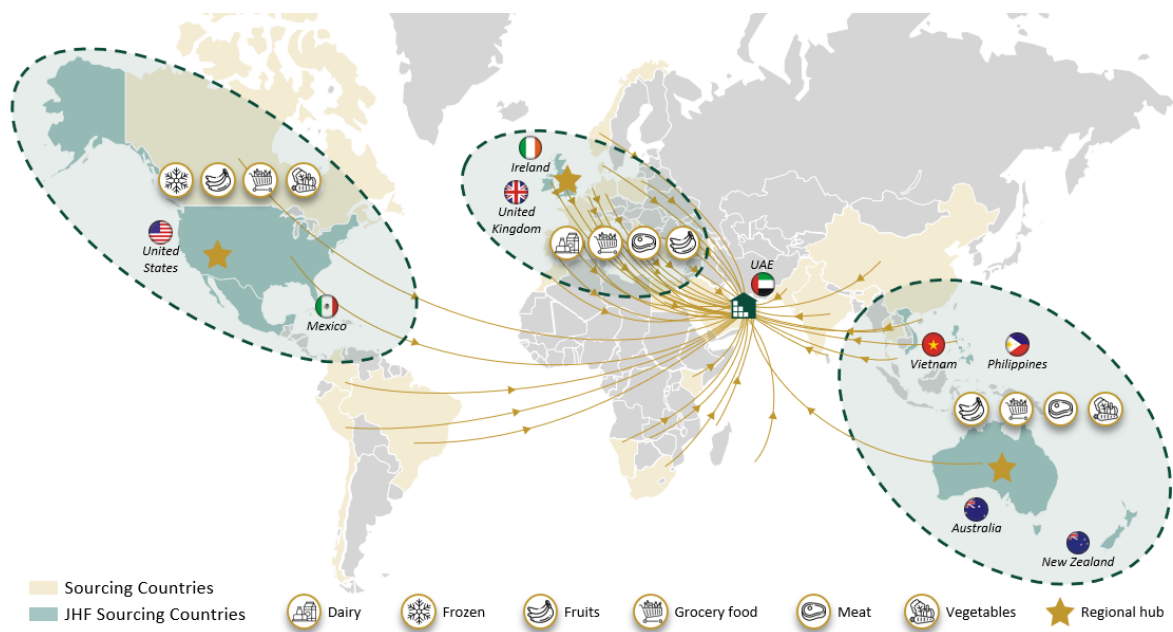 Ireland
United
Kingdom
United
States
Mexico
UAE
Vietnam
Philippines
Australia
New Zealand
Sourcing Countries
JHF Sourcing Countries
Dairy
Frozen
Fruits
Grocery food
Meat
Vegetables
Regional hub